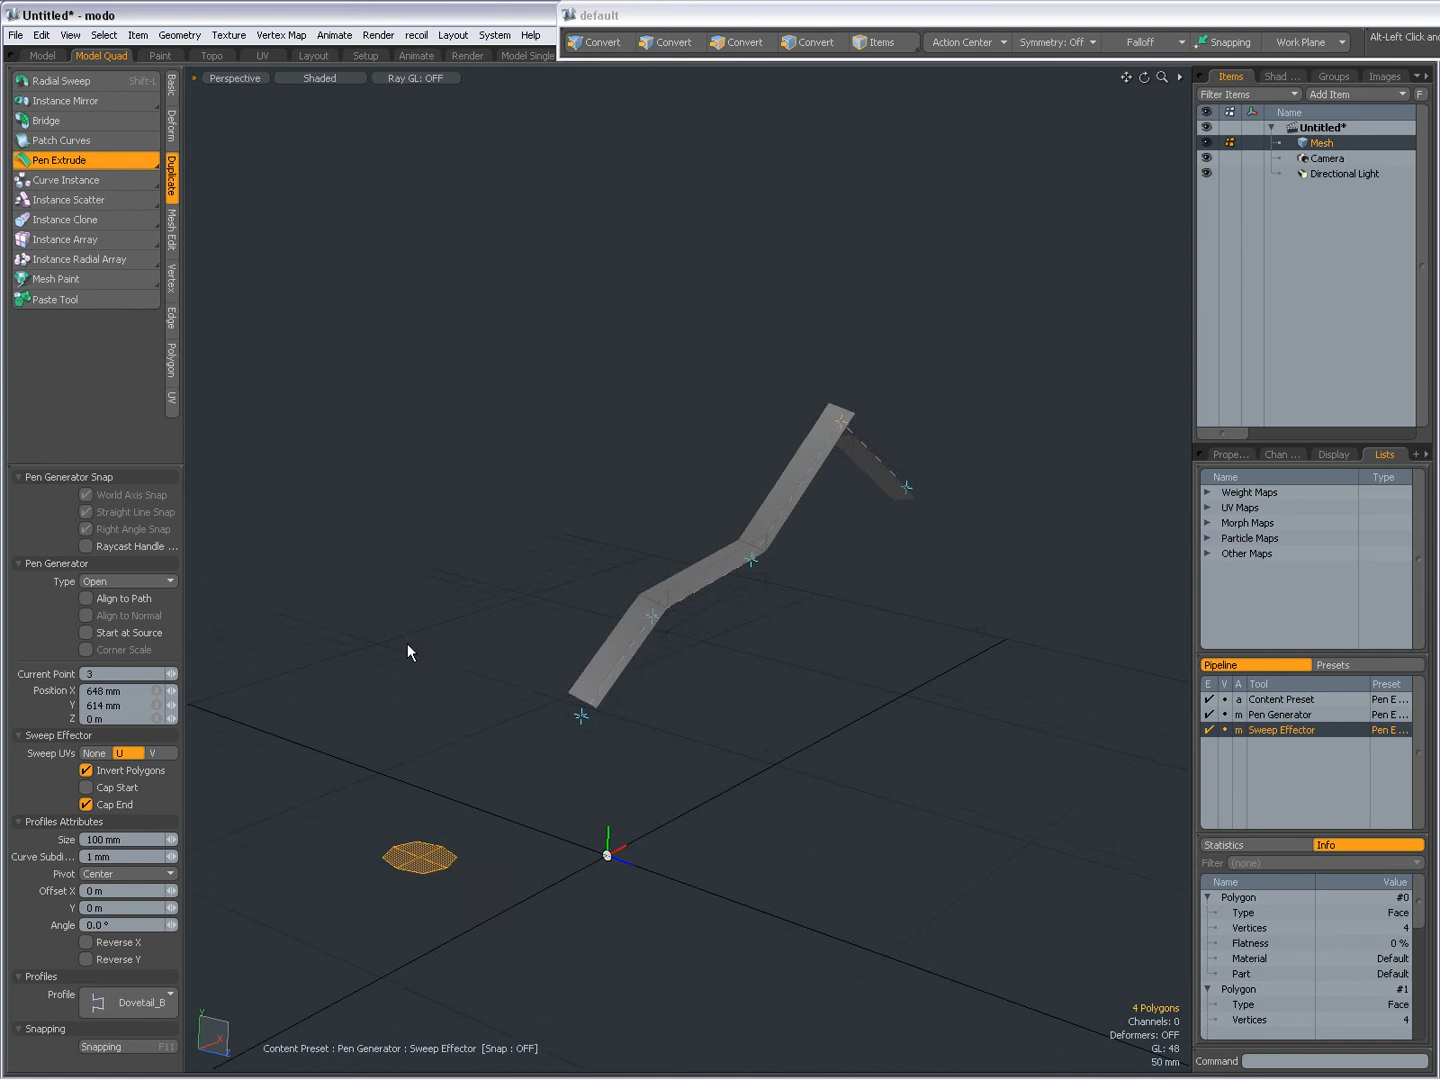 Untitled* - modo
default
File Edit View Select Item Geometry Texture Vertex Map Animate Render recoil Layout System Help
Convert Convert Convert Convert Items Action Center Symmetry: Off Falloff Snapping Work Plane Alt-Left Click and
Model Model Quad Paint Topo UV Layout Setup Animate Render Model Single
Radial Sweep Shift-L
Instance Mirror
Bridge
Patch Curves
Pen Extrude
Curve Instance
Instance Scatter
Instance Clone
Instance Array
Instance Radial Array
Mesh Paint
Paste Tool
Basic
Deform
Duplicate
Mesh Edit
Vertex
Edge
Polygon
UV
Perspective Shaded Ray GL: OFF
Items Shad ... Groups Images
Filter Items Add Item F
Name
Untitled*
Mesh
Camera
Directional Light
Pen Generator Snap
World Axis Snap
Straight Line Snap
Right Angle Snap
Raycast Handle ...
Pen Generator
Type Open
Align to Path
Align to Normal
Start at Source
Corner Scale
Current Point 3
Position X 648 mm
Y 614 mm
Z 0 m
Sweep Effector
Sweep UVs None U V
Invert Polygons
Cap Start
Cap End
Profiles Attributes
Size 100 mm
Curve Subdi... 1 mm
Pivot Center
Offset X 0 m
Y 0 m
Angle 0.0 °
Reverse X
Reverse Y
Profiles
Profile Dovetail_B
Snapping
Snapping F11
Y
X
Z
Content Preset : Pen Generator : Sweep Effector [Snap : OFF]
4 Polygons
Channels: 0
Deformers: OFF
GL: 48
50 mm
Prope... Chan ... Display Lists +
Name Type
Weight Maps
UV Maps
Morph Maps
Particle Maps
Other Maps
Pipeline Presets
E V A Tool Preset
a Content Preset Pen E ...
m Pen Generator Pen E ...
m Sweep Effector Pen E ...
Statistics Info
Filter (none)
Name Value
Polygon #0
Type Face
Vertices 4
Flatness 0 %
Material Default
Part Default
Polygon #1
Type Face
Vertices 4
Command